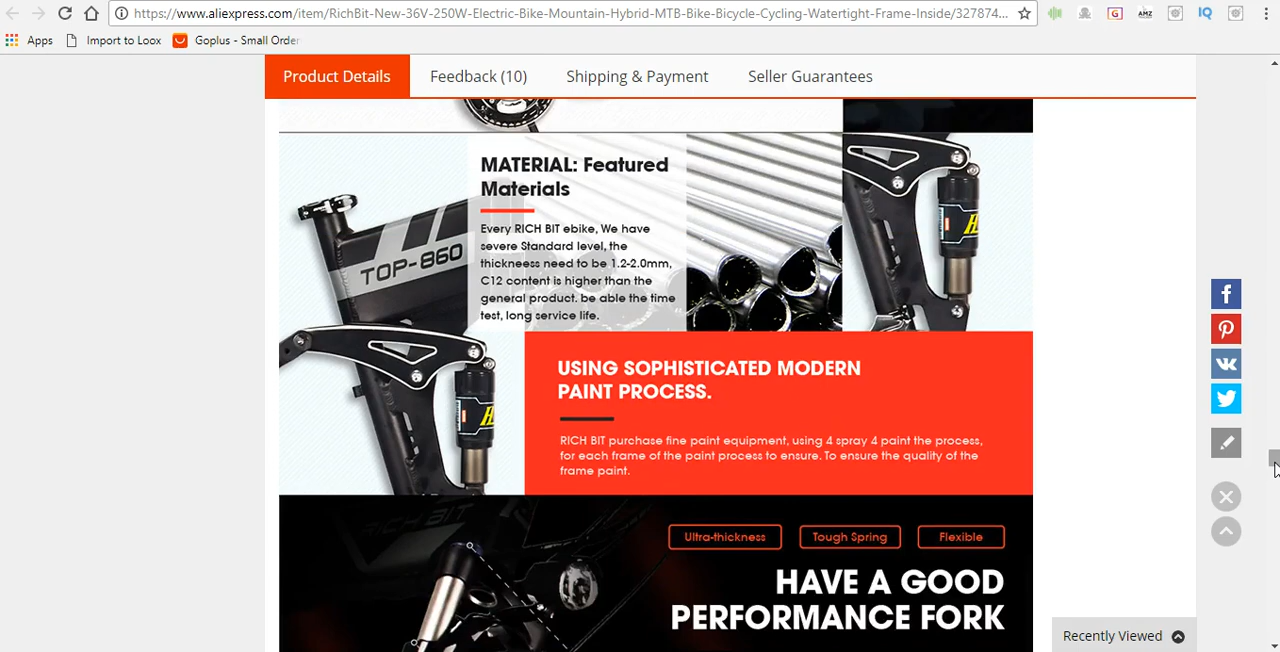 https://www.aliexpress.com/item/RichBit-New-36V-250W-Electric-Bike-Mountain-Hybrid-MTB-Bike-Bicycle-Cycling-Watertight-Frame-Inside/327874...
G AMZ IQ
Apps Import to Loox Goplus - Small Order
Product Details Feedback (10) Shipping & Payment Seller Guarantees
MATERIAL: Featured
Materials
Every RICH BIT ebike, We have
severe Standard level, the
thickneess need to be 1.2-2.0mm,
C12 content is higher than the
general product. be able the time
test, long service life.
TOP-860
USING SOPHISTICATED MODERN
PAINT PROCESS.
RICH BIT purchase fine paint equipment, using 4 spray 4 paint the process,
for each frame of the paint process to ensure. To ensure the quality of the
frame paint.
RICH BIT
Ultra-thickness Tough Spring Flexible
HAVE A GOOD
PERFORMANCE FORK
Recently Viewed